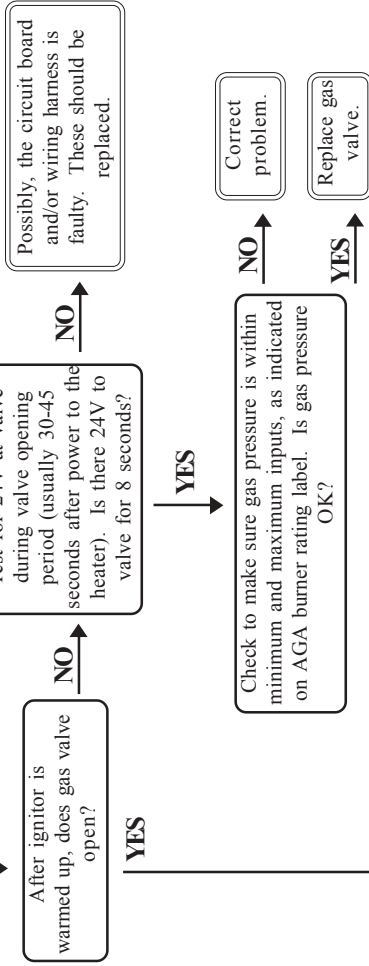 After ignitor is
warmed up, does gas valve
open?
NO
YES
during valve opening
period (usually 30-45
seconds after power to the
heater). Is there 24V to
valve for 8 seconds?
NO
YES
Possibly, the circuit board
and/or wiring harness is
faulty. These should be
replaced.
Check to make sure gas pressure is within
minimum and maximum inputs, as indicated
on AGA burner rating label. Is gas pressure
OK?
NO
Correct
problem.
YES
Replace gas
valve.